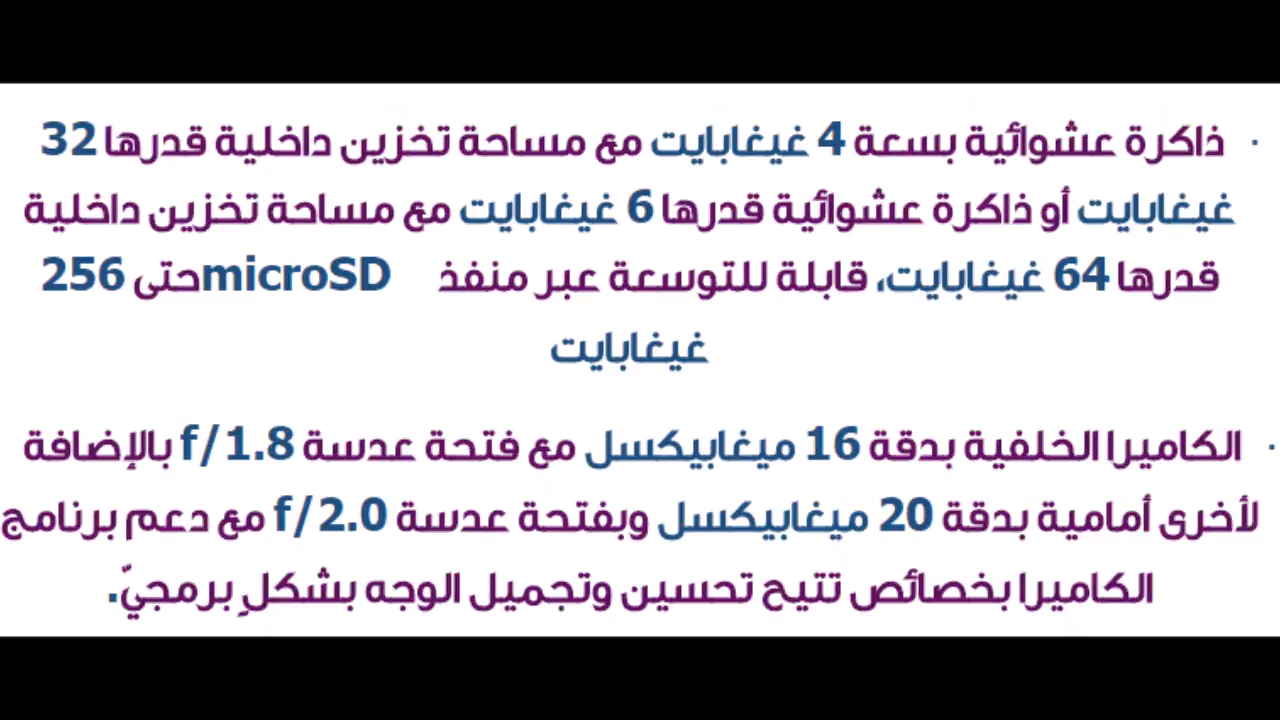 · ذاكرة عشوائية بسعة 4 غيغابايت مع مساحة تخزين داخلية قدرها 32
غيغابايت أو ذاكرة عشوائية قدرها 6 غيغابايت مع مساحة تخزين داخلية
قدرها 64 غيغابايت، قابلة للتوسعة عبر منفذ microSDحتى 256
غيغابايت
· الكاميرا الخلفية بدقة 16 ميغابيكسل مع فتحة عدسة f/1.8 بالإضافة
لأخرى أمامية بدقة 20 ميغابيكسل وبفتحة عدسة f/2.0 مع دعم برنامج
الكاميرا بخصائص تتيح تحسين وتجميل الوجه بشكلٍ برمجيّ.